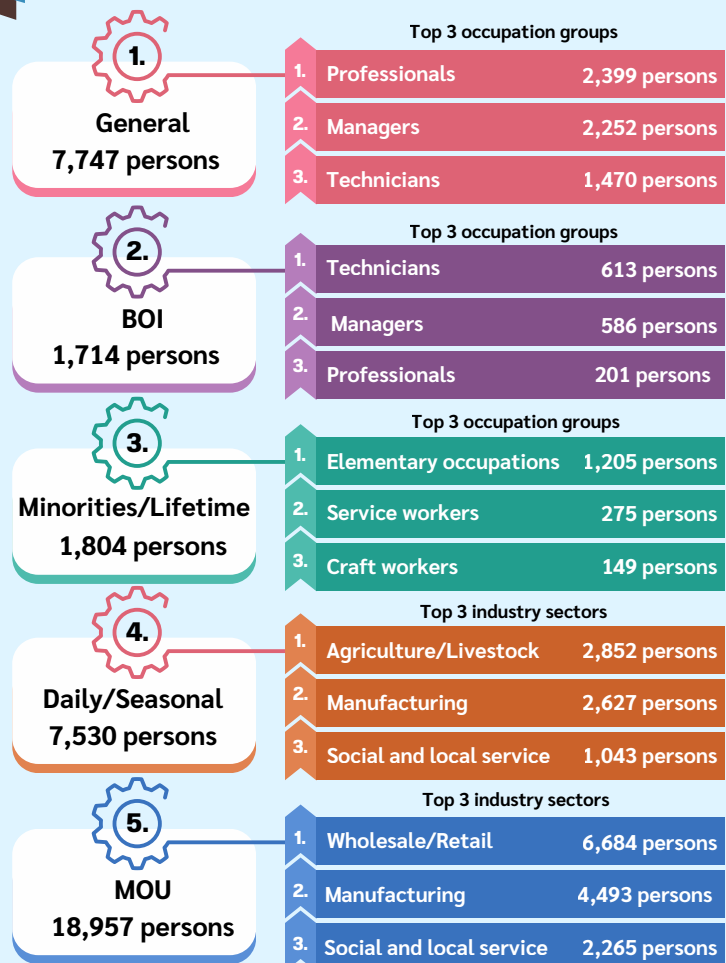 1.
General
7,747 persons
Top 3 occupation groups
1. Professionals 2,399 persons
2. Managers 2,252 persons
3. Technicians 1,470 persons
2.
BOI
1,714 persons
Top 3 occupation groups
1. Technicians 613 persons
2. Managers 586 persons
3. Professionals 201 persons
3.
Minorities/Lifetime
1,804 persons
Top 3 occupation groups
1. Elementary occupations 1,205 persons
2. Service workers 275 persons
3. Craft workers 149 persons
4.
Daily/Seasonal
7,530 persons
Top 3 industry sectors
1. Agriculture/Livestock 2,852 persons
2. Manufacturing 2,627 persons
3. Social and local service 1,043 persons
5.
MOU
18,957 persons
Top 3 industry sectors
1. Wholesale/Retail 6,684 persons
2. Manufacturing 4,493 persons
3. Social and local service 2,265 persons